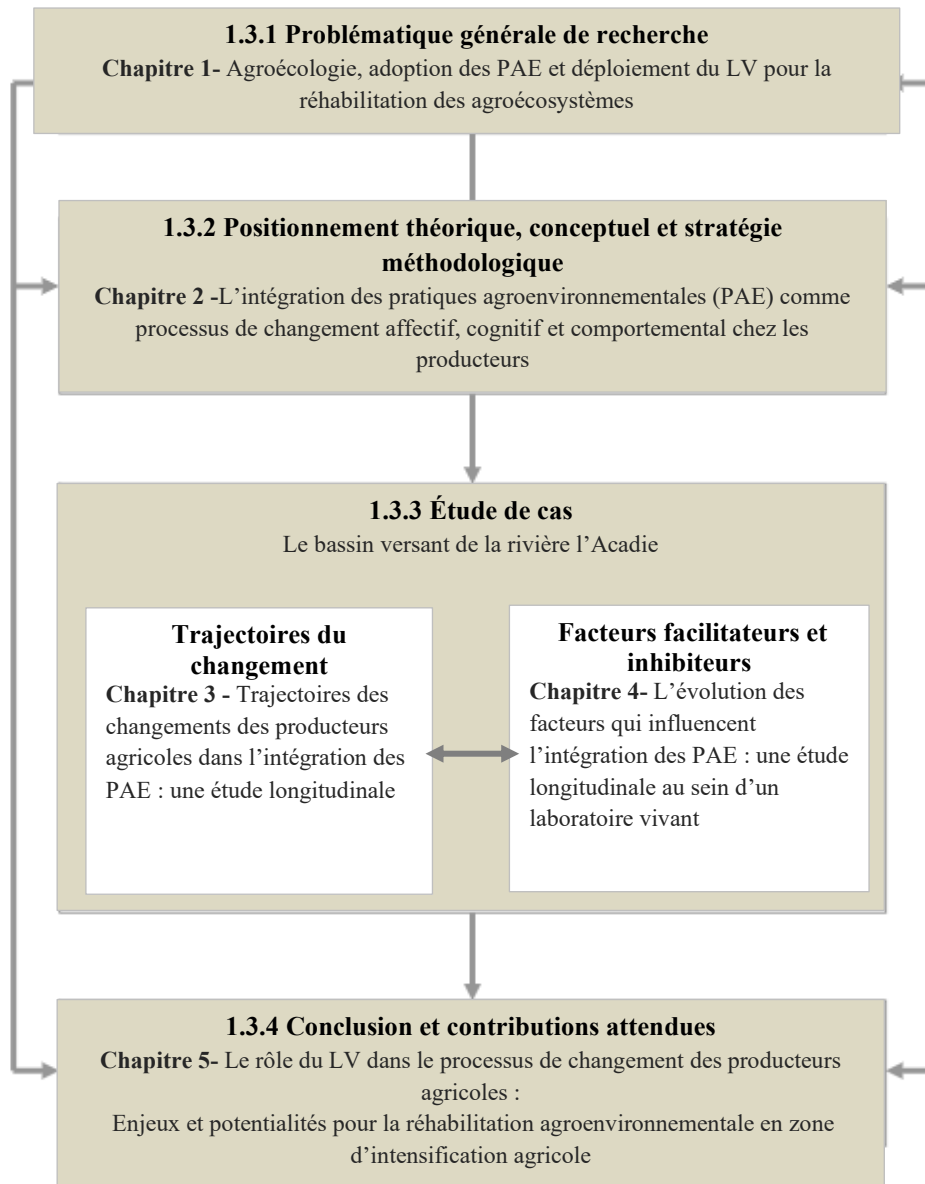 1.3.1 Problématique générale de recherche
Chapitre 1- Agroécologie, adoption des PAE et déploiement du LV pour la
réhabilitation des agroécosystèmes
1.3.2 Positionnement théorique, conceptuel et stratégie
méthodologique
Chapitre 2 -L’intégration des pratiques agroenvironnementales (PAE) comme
processus de changement affectif, cognitif et comportemental chez les
producteurs
1.3.3 Étude de cas
Le bassin versant de la rivière l’Acadie
Trajectoires du
changement
Chapitre 3 - Trajectoires des
changements des producteurs
agricoles dans l’intégration des
PAE : une étude longitudinale
Facteurs facilitateurs et
inhibiteurs
Chapitre 4- L’évolution des
facteurs qui influencent
l’intégration des PAE : une étude
longitudinale au sein d’un
laboratoire vivant
1.3.4 Conclusion et contributions attendues
Chapitre 5- Le rôle du LV dans le processus de changement des producteurs
agricoles :
Enjeux et potentialités pour la réhabilitation agroenvironnementale en zone
d’intensification agricole